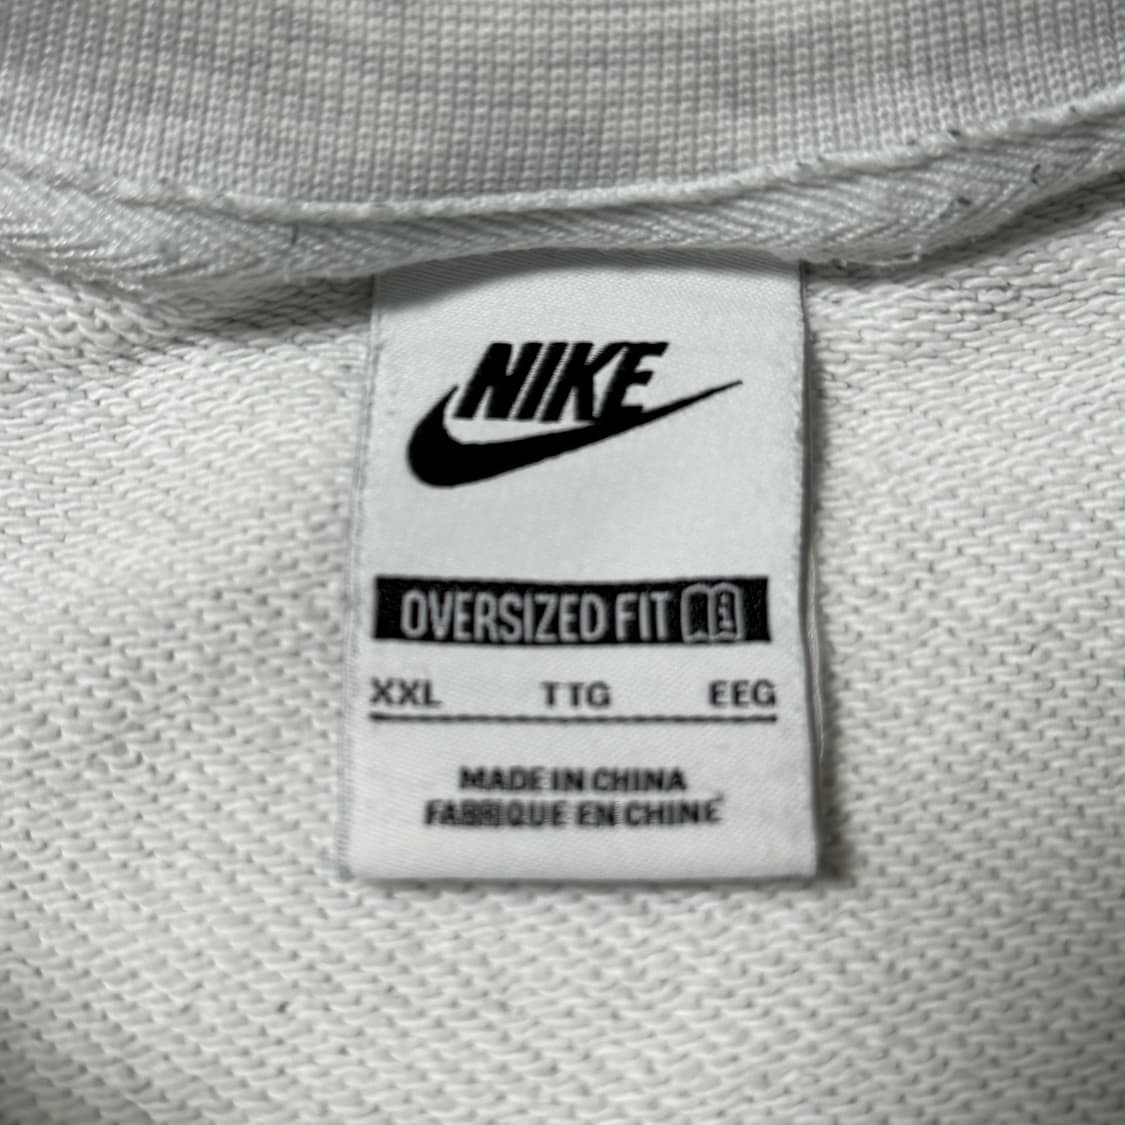 NIKE
OVERSIZED FIT
XXL TTG EEG
MADE IN CHINA
FABRIQUE EN CHINE